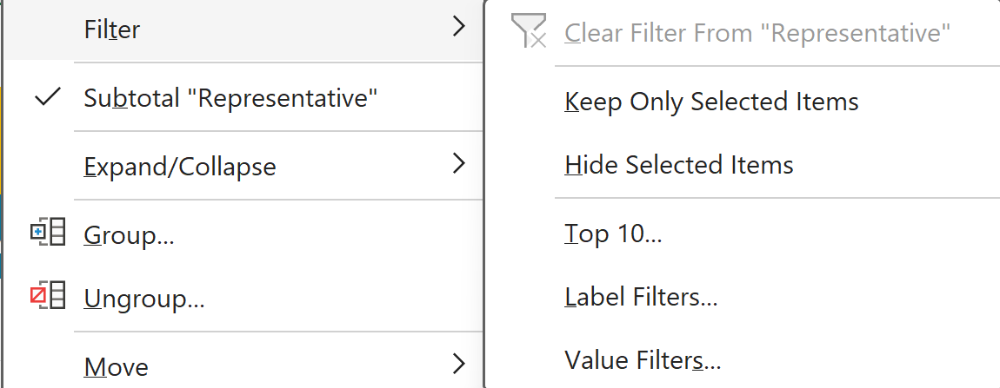 Filter
Subtotal "Representative"
Expand/Collapse
Group...
Ungroup...
Move
Clear Filter From "Representative"
Keep Only Selected Items
Hide Selected Items
Top 10...
Label Filters...
Value Filters...